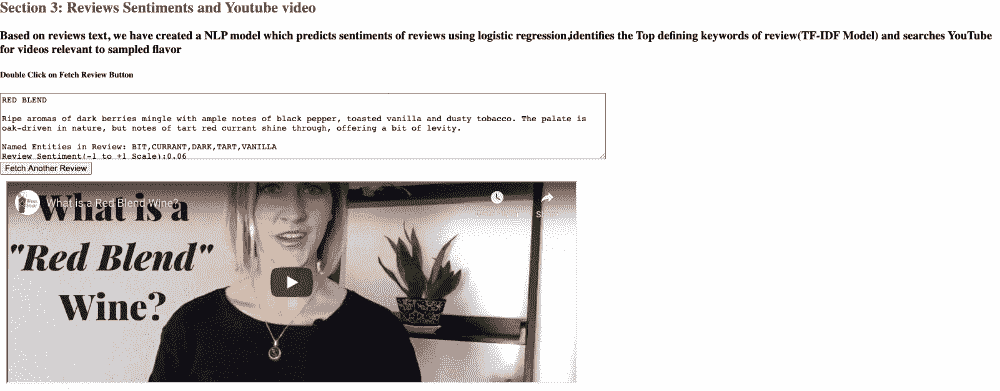 Section 3: Reviews Sentiments and Youtube video
Based on reviews text, we have created a NLP model which predicts sentiments of reviews using logistic regression,identifies the Top defining keywords of review(TF-IDF Model) and searches YouTube
for videos relevant to sampled flavor
Double Click on Fetch Review Button
RED BLEND
Ripe aromas of dark berries mingle with ample notes of black pepper, toasted vanilla and dusty tobacco. The palate is
oak-driven in nature, but notes of tart red currant shine through, offering a bit of levity.
Named Entities in Review: BIT,CURRANT,DARK,TART,VANILLA
Review Sentiment(-1 to +1 Scale):0.06
Fetch Another Review
What is a Red Blend Wine?
What is a
"Red Blend"
Wine?